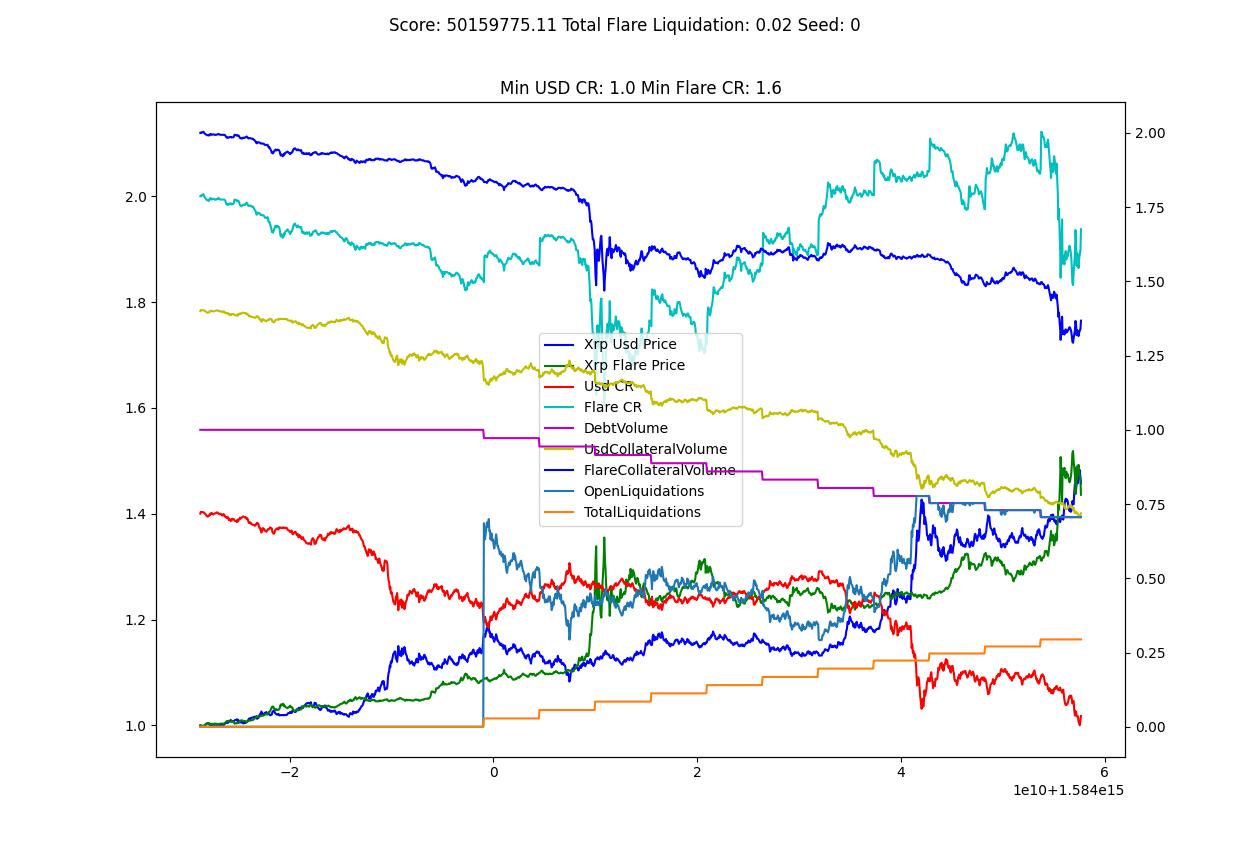 Score: 50159775.11 Total Flare Liquidation: 0.02 Seed: 0
Min USD CR: 1.0 Min Flare CR: 1.6
2.0
1.8
1.6
1.4
1.2
1.0
2.00
1.75
1.50
1.25
1.00
0.75
0.50
0.25
0.00
Xrp Usd Price
Xrp Flare Price
Usd CR
Flare CR
DebtVolume
UsdCollateralVolume
FlareCollateralVolume
OpenLiquidations
TotalLiquidations
−2
0
2
4
6
1e10+1.584e15